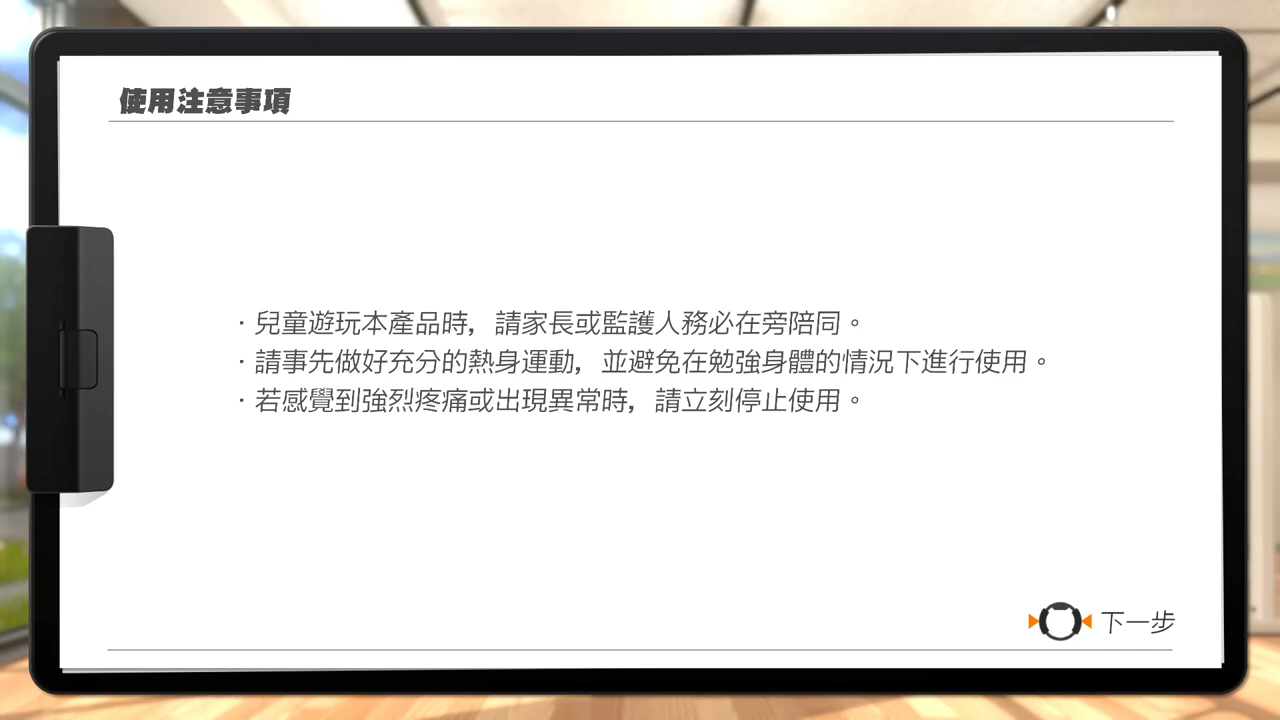 使用注意事項
·兒童遊玩本產品時，請家長或監護人務必在旁陪同。
·請事先做好充分的熱身運動，並避免在勉強身體的情況下進行使用。
·若感覺到強烈疼痛或出現異常時，請立刻停止使用。
下一步